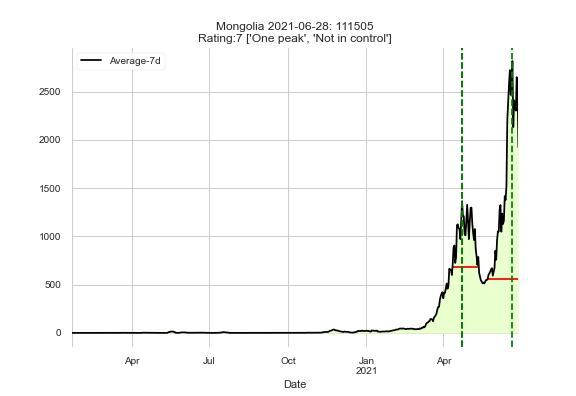 Mongolia 2021-06-28: 111505
Rating:7 ['One peak', 'Not in control']
Average-7d
2500
2000
1500
1000
500
0
Apr Jul Oct Jan Apr
2021
Date